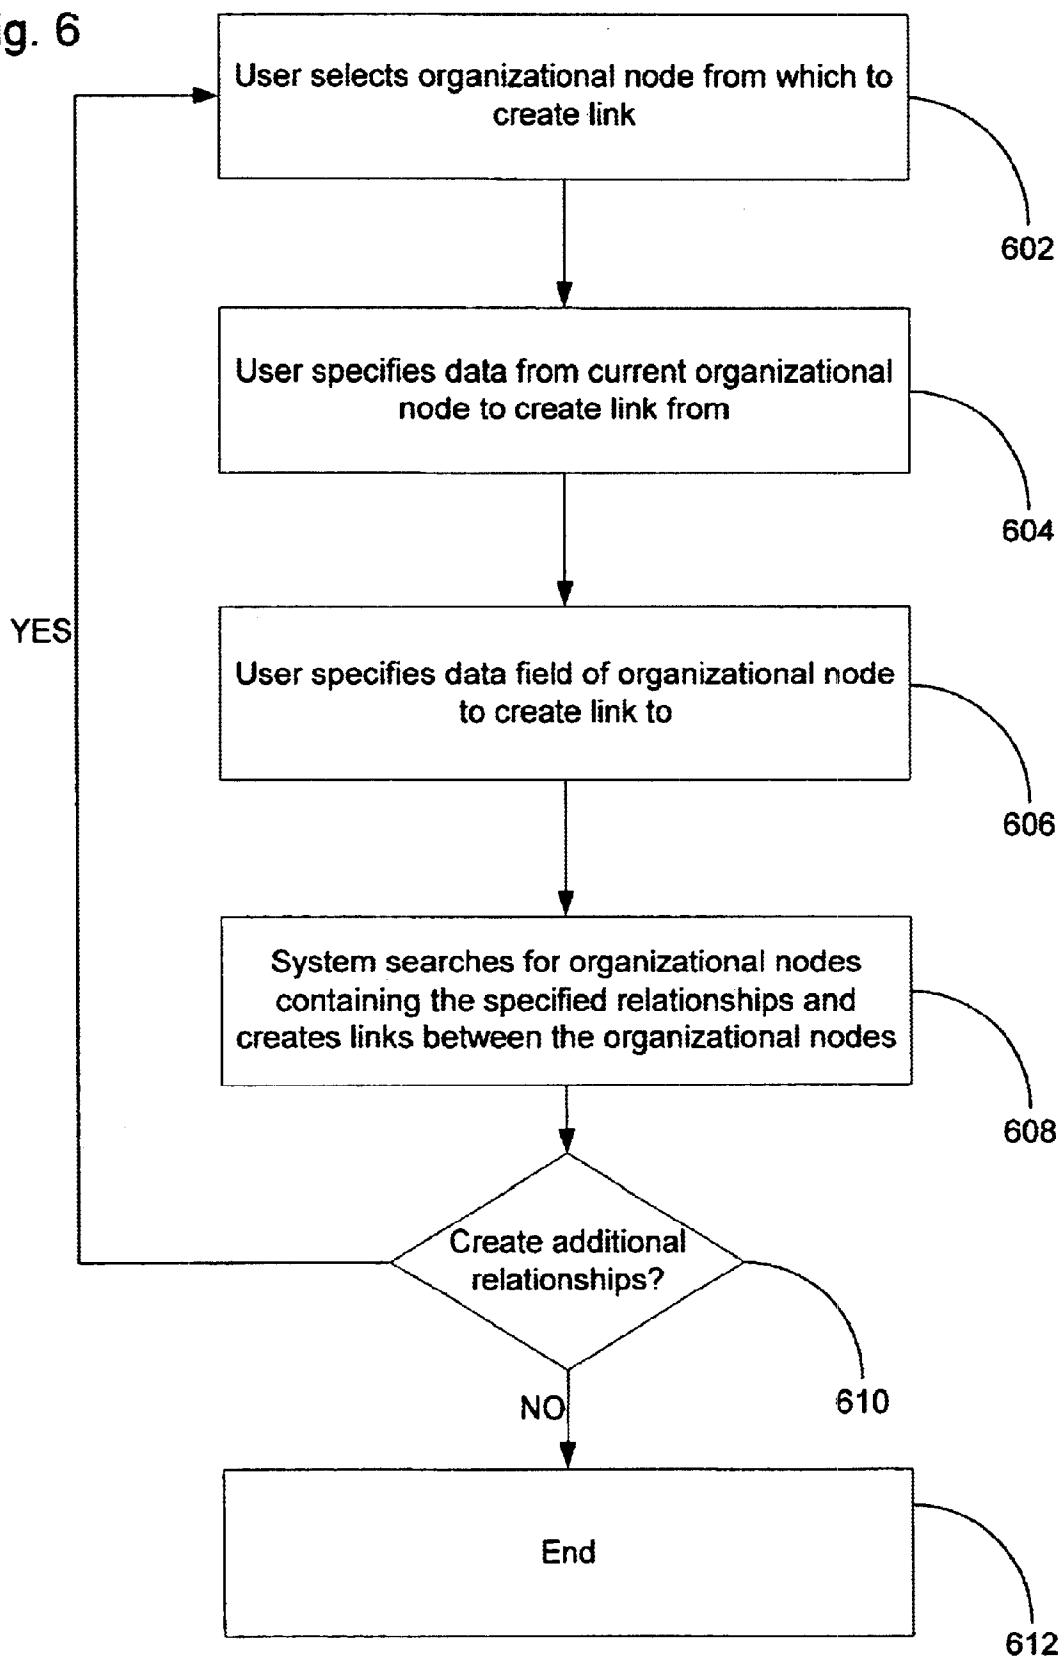 g. 6
User selects organizational node from which to
create link
602
User specifies data from current organizational
node to create link from
604
YES
User specifies data field of organizational node
to create link to
606
System searches for organizational nodes
containing the specified relationships and
creates links between the organizational nodes
608
Create additional
relationships?
610
NO
End
612